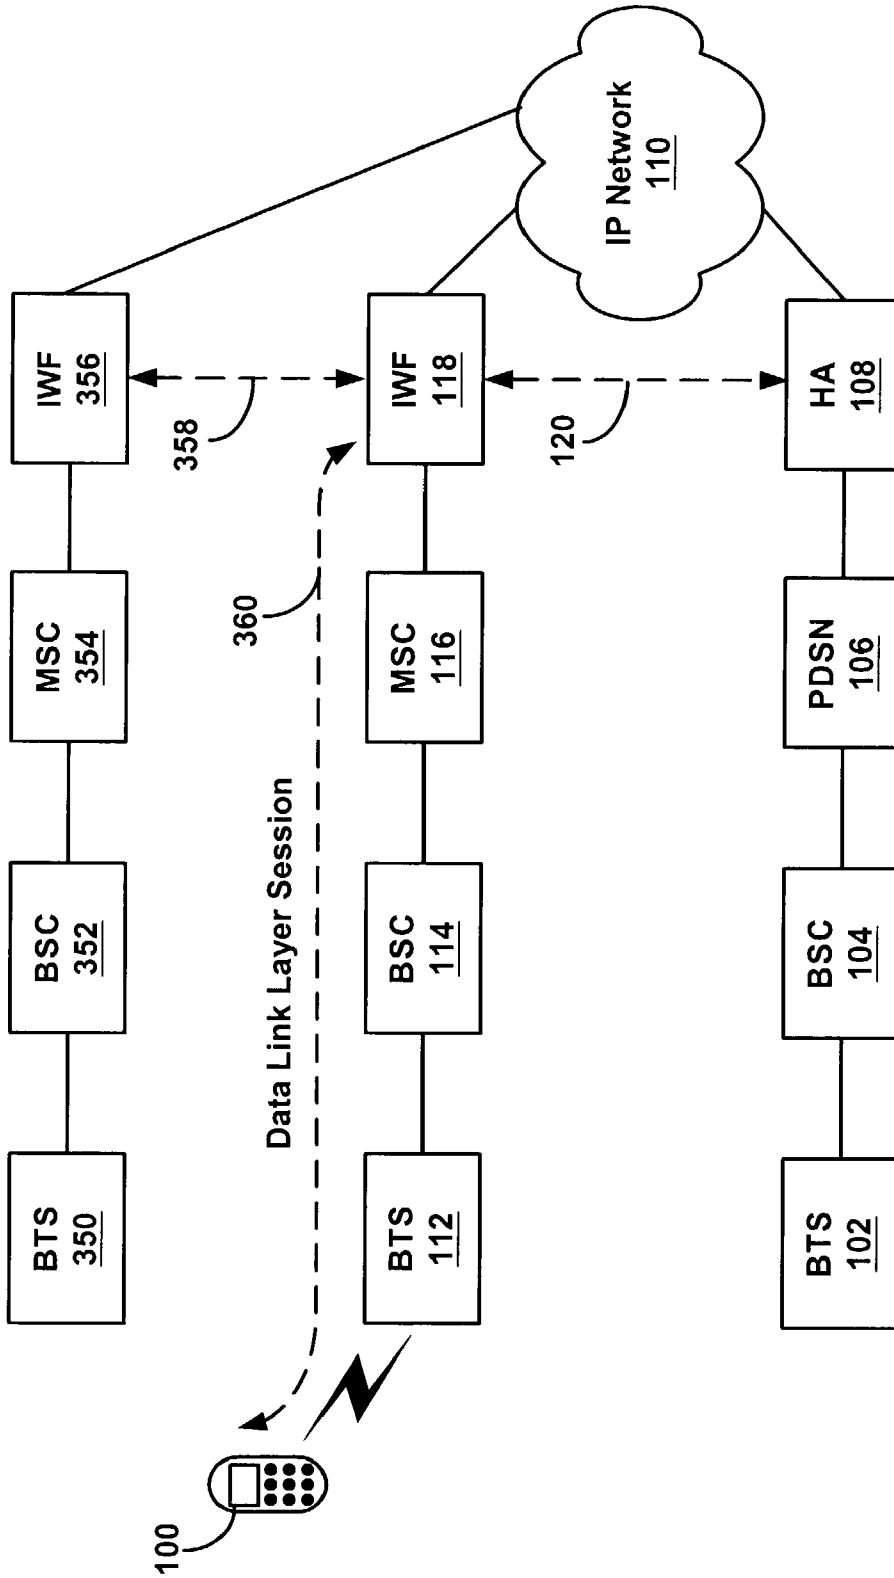 BTS
350
BSC
352
MSC
354
IWF
356
100
358
360
Data Link Layer Session
BTS
112
BSC
114
MSC
116
IWF
118
120
IP Network
110
BTS
102
BSC
104
PDSN
106
HA
108